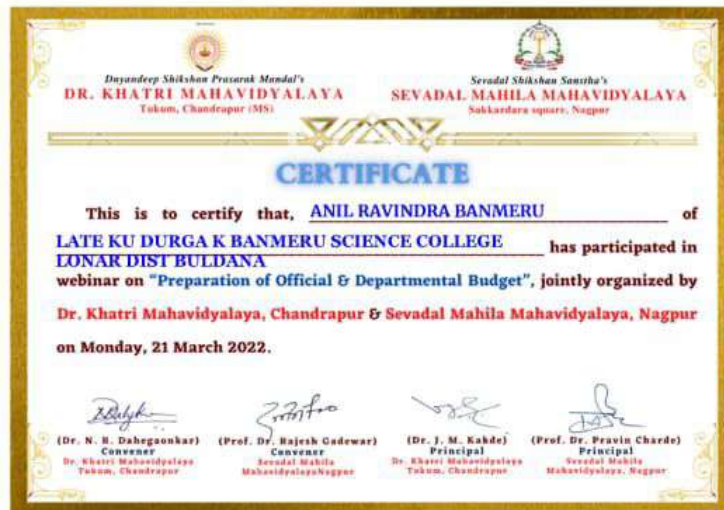 Dnyandeep Shikshan Prasarak Mandal's
DR. KHATRI MAHAVIDYALAYA
Tukum, Chandrapur (MS)
Sevadal Shikshan Sanstha's
SEVADAL MAHILA MAHAVIDYALAYA
Sakkardara square, Nagpur
CERTIFICATE
This is to certify that, ANIL RAVINDRA BANMERU of
LATE KU DURGA K BANMERU SCIENCE COLLEGE has participated in
LONAR DIST BULDANA
webinar on "Preparation of Official & Departmental Budget", jointly organized by
Dr. Khatri Mahavidyalaya, Chandrapur & Sevadal Mahila Mahavidyalaya, Nagpur
on Monday, 21 March 2022.
(Dr. N. R. Dahegaonkar)
Convener
Dr. Khatri Mahavidyalaya
Tukum, Chandrapur
(Prof. Dr. Rajesh Gadewar)
Convener
Sevadal Mahila
MahavidyalayaNagpur
(Dr. J. M. Kakde)
Principal
Dr. Khatri Mahavidyalaya
Tukum, Chandrapur
(Prof. Dr. Pravin Charde)
Principal
Sevadal Mahila
Mahavidyalaya, Nagpur